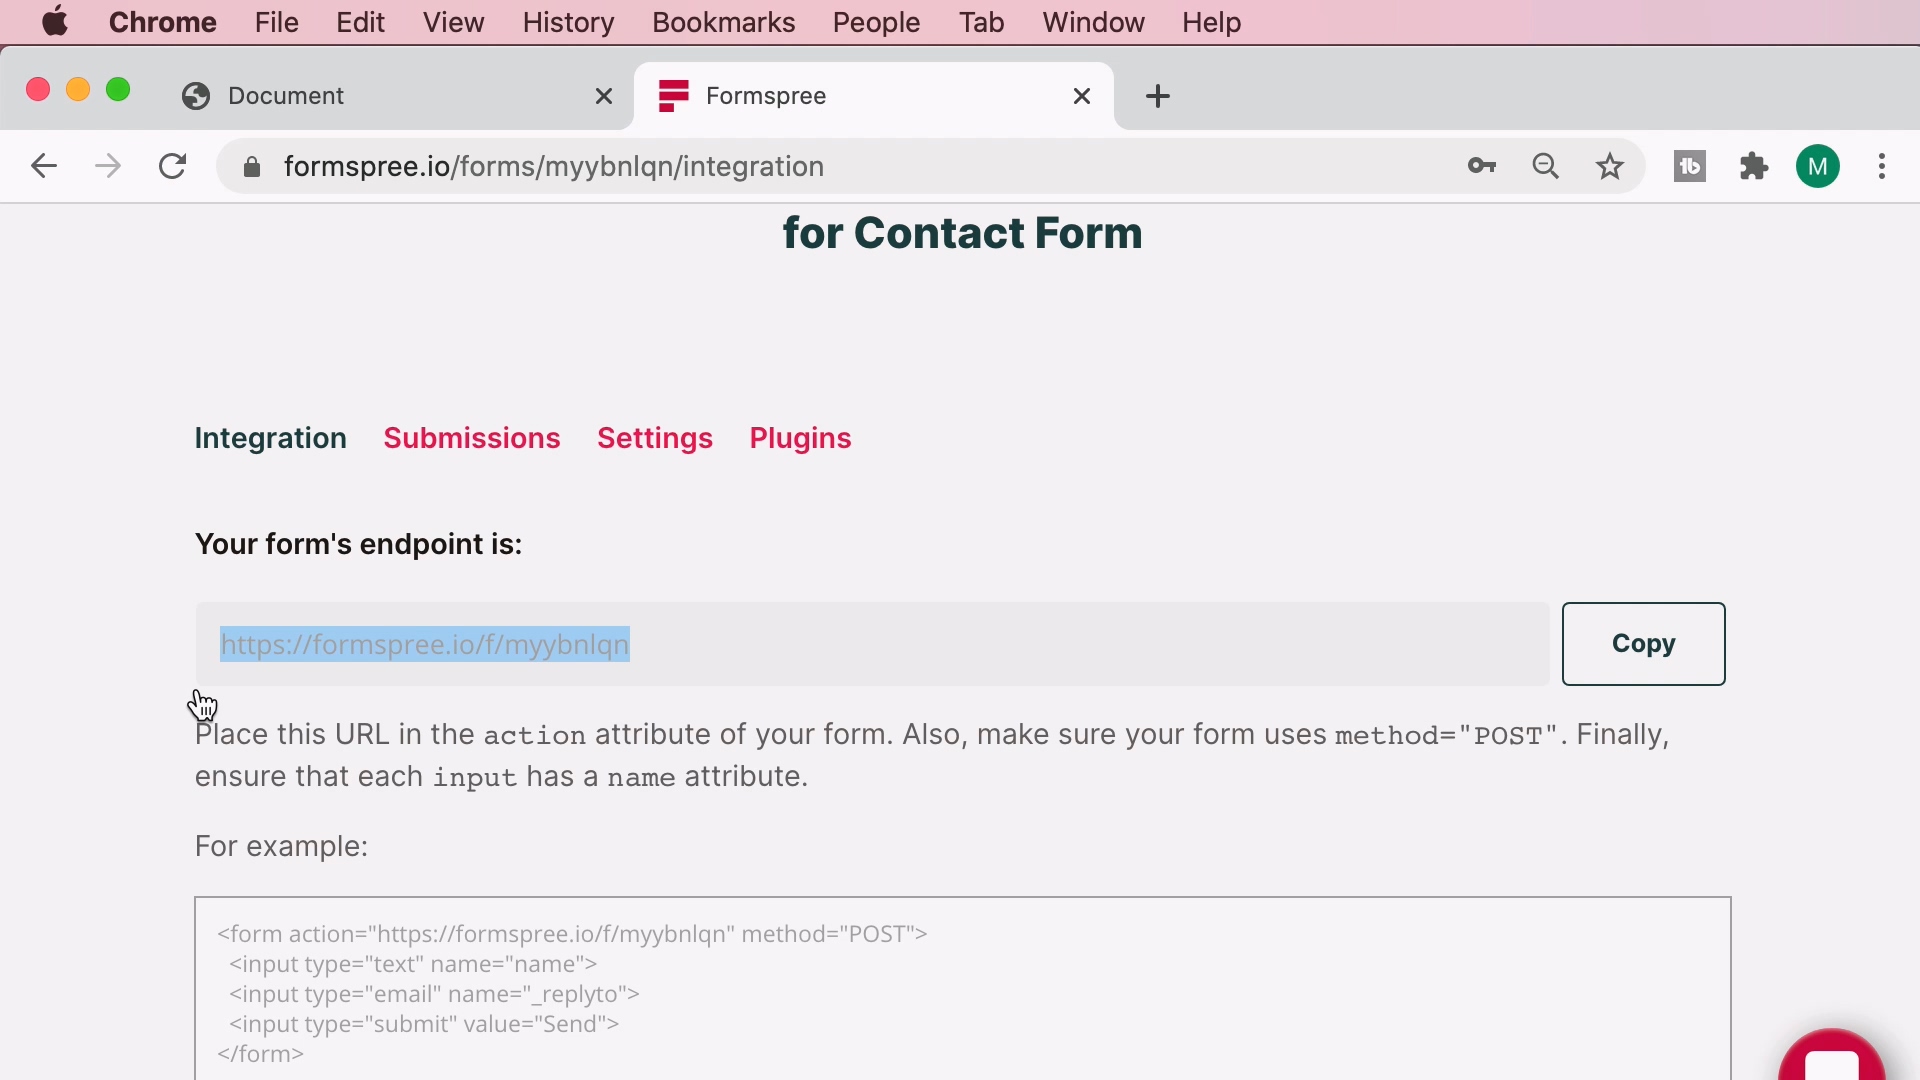 Chrome File Edit View History Bookmarks People Tab Window Help
Document Formspree
formspree.io/forms/myybnlqn/integration M
for Contact Form
Integration Submissions Settings Plugins
Your form's endpoint is:
https://formspree.io/f/myybnlqn Copy
Place this URL in the action attribute of your form. Also, make sure your form uses method="POST". Finally,
ensure that each input has a name attribute.
For example:
<form action="https://formspree.io/f/myybnlqn" method="POST">
<input type="text" name="name">
<input type="email" name="_replyto">
<input type="submit" value="Send">
</form>